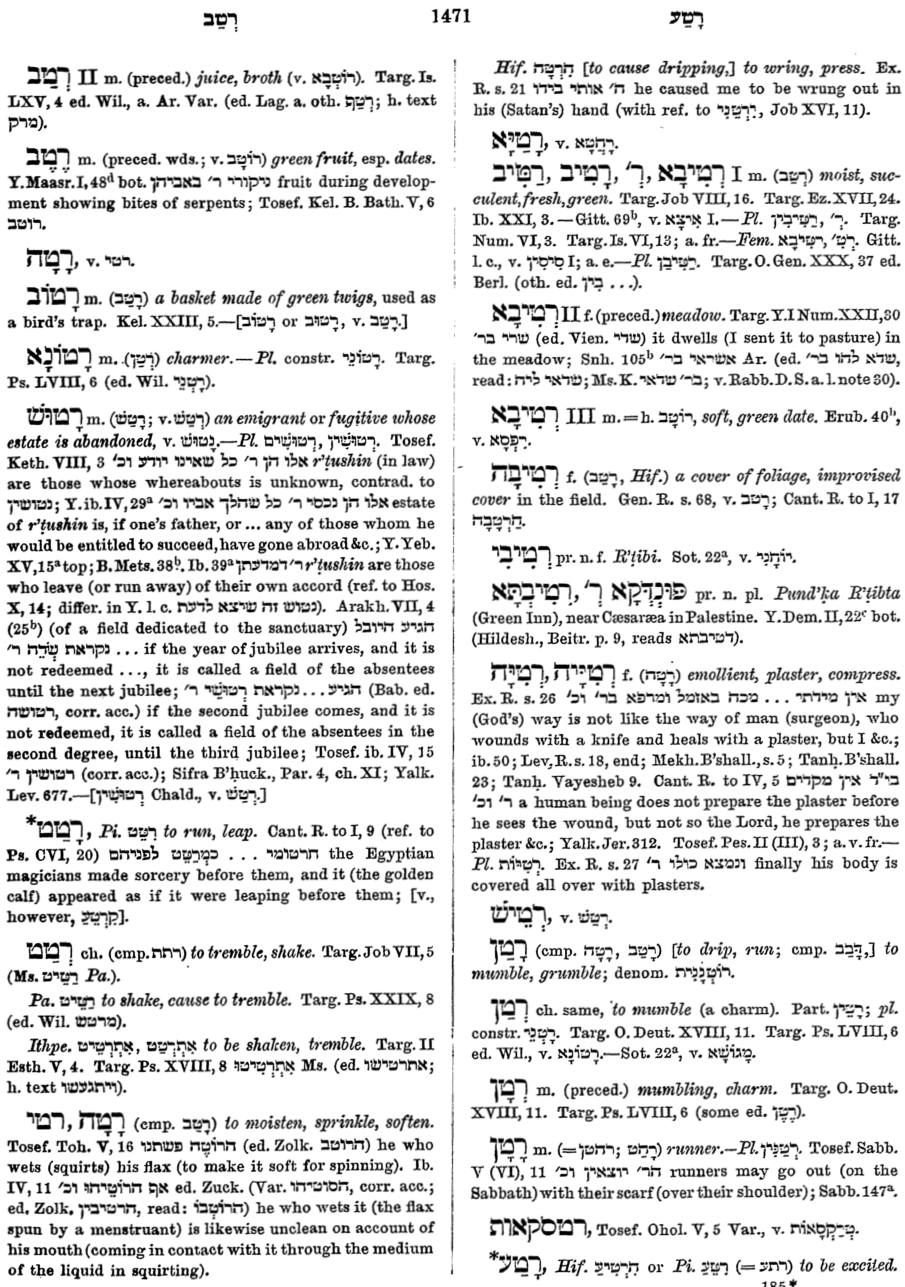 רְטַב
1471
רָטַע
רְטַב II m. (preced.) juice, broth (v. רוֹטְבָא). Targ. Is.
LXV, 4 ed. Wil., a. Ar. Var. (ed. Lag. a. oth. רְטַף; h. text
מרק).
רֶטֶב m. (preced. wds.; v. רוֹטָב) green fruit, esp. dates.
Y. Maasr. I, 48d bot. ניקורי ר׳ באביהן fruit during develop-
ment showing bites of serpents; Tosef. Kel. B. Bath. V, 6
רוטב.
רָטָה, v. רטי.
רָטוֹב m. (רָטַב) a basket made of green twigs, used as
a bird's trap. Kel. XXIII, 5.—[רָטוֹב or רָטוּב, v. רָטַב.]
רָטוֹנָא m. (רְטַן) charmer.—Pl. constr. רָטוֹנֵי. Targ.
Ps. LVIII, 6 (ed. Wil. רָטְנֵי).
רָטוּשׁ m. (רָטַשׁ; v. רְטַשׁ) an emigrant or fugitive whose
estate is abandoned, v. נָטוּשׁ.—Pl. רְטוּשִׁים, רְטוּשִׁין. Tosef.
Keth. VIII, 3 אלו הן ר׳ כל שאינו יודע וכ׳ r'ṭushin (in law)
are those whose whereabouts is unknown, contrad. to
נטושין; Y. ib. IV, 29a אלו הן נכסי ר׳ כל שהלך אביו וכ׳ estate
of r'ṭushin is, if one's father, or ... any of those whom he
would be entitled to succeed, have gone abroad &c.; Y. Yeb.
XV, 15a top; B. Mets. 38b. Ib. 39a ר׳ דמדעתן r'ṭushin are those
who leave (or run away) of their own accord (ref. to Hos.
X, 14; differ. in Y. l. c. נטוש זה שיצא לדעת). Arakh. VII, 4
(25b) (of a field dedicated to the sanctuary) הגיע היובל
... נקראת שְׂדֵה ר׳ if the year of jubilee arrives, and it is
not redeemed ..., it is called a field of the absentees
until the next jubilee; הגיע ... נקראת רְטוּשֵׁי ר׳ (Bab. ed.
רטושה, corr. acc.) if the second jubilee comes, and it is
not redeemed, it is called a field of the absentees in the
second degree, until the third jubilee; Tosef. ib. IV, 15
רטושין ר׳ (corr. acc.); Sifra B'ḥuck., Par. 4, ch. XI; Yalk.
Lev. 677.—[רְטוּשִׁין Chald., v. רְטַשׁ.]
*רָטַט, Pi. רִטֵּט to run, leap. Cant. R. to I, 9 (ref. to
Ps. CVI, 20) חרטומי ... כִּמְרַטֵּט לפניהם the Egyptian
magicians made sorcery before them, and it (the golden
calf) appeared as if it were leaping before them; [v.,
however, קִרְטֵעַ].
רְטַט ch. (cmp. רתת) to tremble, shake. Targ. Job VII, 5
(Ms. רַטֵּיט Pa.).
Pa. רַטֵּיט to shake, cause to tremble. Targ. Ps. XXIX, 8
(ed. Wil. מרטש).
Ithpe. אִתְרְטֵט, אִתְרְטֵיט to be shaken, tremble. Targ. II
Esth. V, 4. Targ. Ps. XVIII, 8 אִתְרְטִיטוּ Ms. (ed. אתרטישו;
h. text ויתגעשו).
רָטָה, רטי (cmp. רָטַב) to moisten, sprinkle, soften.
Tosef. Toh. V, 16 הרוֹטֶה פשתנו (ed. Zolk. הרוטב) he who
wets (squirts) his flax (to make it soft for spinning). Ib.
IV, 11 אף הרוֹטֵיהוּ וכ׳ ed. Zuck. (Var. הסוטיהו, corr. acc.;
ed. Zolk. הרטיבין, read: הרוֹטְבוֹ) he who wets it (the flax
spun by a menstruant) is likewise unclean on account of
his mouth (coming in contact with it through the medium
of the liquid in squirting).
Hif. הִרְטָה [to cause dripping,] to wring, press. Ex.
R. s. 21 ה׳ אותי בידו he caused me to be wrung out in
his (Satan's) hand (with ref. to יִרְטֵנִי, Job XVI, 11).
רָטַיָּא, v. רָהֲטָא.
רַטִּיב, רָטִיב, ר׳, רְטִיבָא I m. (רְטַב) moist, suc-
culent, fresh, green. Targ. Job VIII, 16. Targ. Ez. XVII, 24.
Ib. XXI, 3.—Gitt. 69b, v. אִיצָא I.—Pl. רַטִּיבִין, ר׳. Targ.
Num. VI, 3. Targ. Is. VI, 13; a. fr.—Fem. רַטִּיבָא, רְט׳. Gitt.
l. c., v. סִיסִין I; a. e.—Pl. רַטִּיבָן. Targ. O. Gen. XXX, 37 ed.
Berl. (oth. ed. בִין ...).
רְטִיבָא II f. (preced.) meadow. Targ. Y. I Num. XXII, 30
שרי בר׳ (ed. Vien. שדי) it dwells (I sent it to pasture) in
the meadow; Snh. 105b אשראי בר׳ Ar. (ed. שדא להו בר׳,
read: שדאי ליה; Ms. K. בר׳ שדאי; v. Rabb. D. S. a. l. note 30).
רְטִיבָא III m. = h. רוֹטָב, soft, green date. Erub. 40b,
v. רִפְסָא.
רְטִיבָה f. (רָטַב, Hif.) a cover of foliage, improvised
cover in the field. Gen. R. s. 68, v. רָטַב; Cant. R. to I, 17
הַרְטָבָה.
רְטִיבִי pr. n. f. R'ṭibi. Sot. 22a, v. יוֹחָנִי.
רְטִיבְתָּא, פּוּנְדְּקָא ר׳ pr. n. pl. Pund'ḳa R'ṭibta
(Green Inn), near Cæsaræa in Palestine. Y. Dem. II, 22c bot.
(Hildesh., Beitr. p. 9, reads דטיבתא).
רְטִיָּה, רְטִיָּיה f. (רָטָה) emollient, plaster, compress.
Ex. R. s. 26 אין מידתי ... מכה באזמל ומרפא בר׳ וכ׳ my
(God's) way is not like the way of man (surgeon), who
wounds with a knife and heals with a plaster, but I &c.;
ib. 50; Lev. R. s. 18, end; Mekh. B'shall., s. 5; Tanḥ. B'shall.
23; Tanḥ. Vayesheb 9. Cant. R. to IV, 5 בי״ד אין מקדים
ר׳ וכ׳ a human being does not prepare the plaster before
he sees the wound, but not so the Lord, he prepares the
plaster &c.; Yalk. Jer. 312. Tosef. Pes. II (III), 3; a. v. fr.—
Pl. רְטִיּוֹת. Ex. R. s. 27 ונמצא כולו ר׳ finally his body is
covered all over with plasters.
רְטֵישׁ, v. רְטַשׁ.
רָטַן (cmp. רָטָה, רָטַב) [to drip, run; cmp. דָּבַב,] to
mumble, grumble; denom. רוֹטְנָנִית.
רְטַן ch. same, to mumble (a charm). Part. רָטֵין; pl.
constr. רָטְנֵי. Targ. O. Deut. XVIII, 11. Targ. Ps. LVIII, 6
ed. Wil., v. רָטוֹנָא.—Sot. 22a, v. מָגוֹשָׁא.
רְטַן m. (preced.) mumbling, charm. Targ. O. Deut.
XVIII, 11. Targ. Ps. LVIII, 6 (some ed. רֶטֶן).
רָטָן m. (=רהטן; רָהַט) runner.—Pl. רָטָנִין. Tosef. Sabb.
V (VI), 11 הר׳ יוצאין וכ׳ runners may go out (on the
Sabbath) with their scarf (over their shoulder); Sabb. 147a.
רטסקאות, Tosef. Ohol. V, 5 Var., v. טְרַקְסָאוֹת.
*רָטַע, Hif. הִרְטִיעַ or Pi. רִטַּע (= רתע) to be excited.
185*